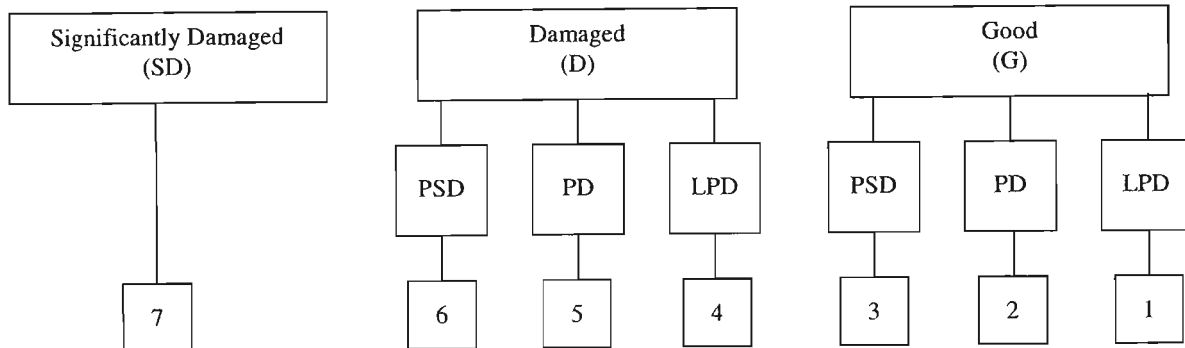 Significantly Damaged
(SD)
Damaged
(D)
Good
(G)
PSD
PD
LPD
PSD
PD
LPD
7
6
5
4
3
2
1